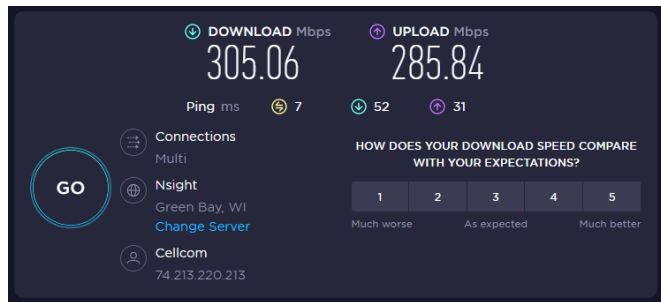 DOWNLOAD Mbps
305.06
UPLOAD Mbps
285.84
Ping ms 7 52 31
GO
Connections
Multi
Nsight
Green Bay, WI
Change Server
Cellcom
74.213.220.213
HOW DOES YOUR DOWNLOAD SPEED COMPARE
WITH YOUR EXPECTATIONS?
1 2 3 4 5
Much worse As expected Much better